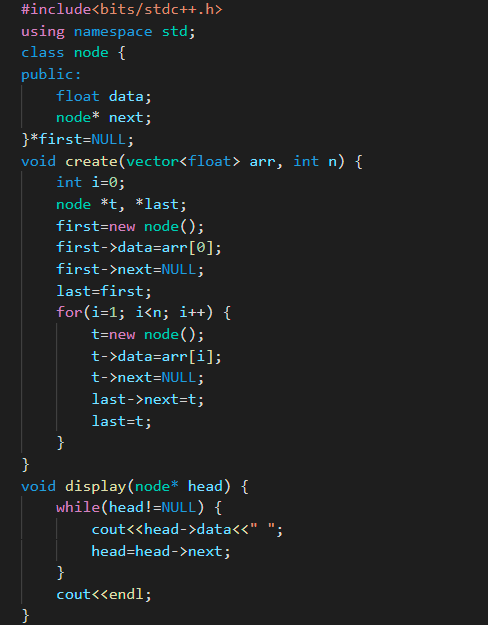 #include<bits/stdc++.h>
using namespace std;
class node {
public:
    float data;
    node* next;
}*first=NULL;
void create(vector<float> arr, int n) {
    int i=0;
    node *t, *last;
    first=new node();
    first->data=arr[0];
    first->next=NULL;
    last=first;
    for(i=1; i<n; i++) {
        t=new node();
        t->data=arr[i];
        t->next=NULL;
        last->next=t;
        last=t;
    }
}
void display(node* head) {
    while(head!=NULL) {
        cout<<head->data<<" ";
        head=head->next;
    }
    cout<<endl;
}